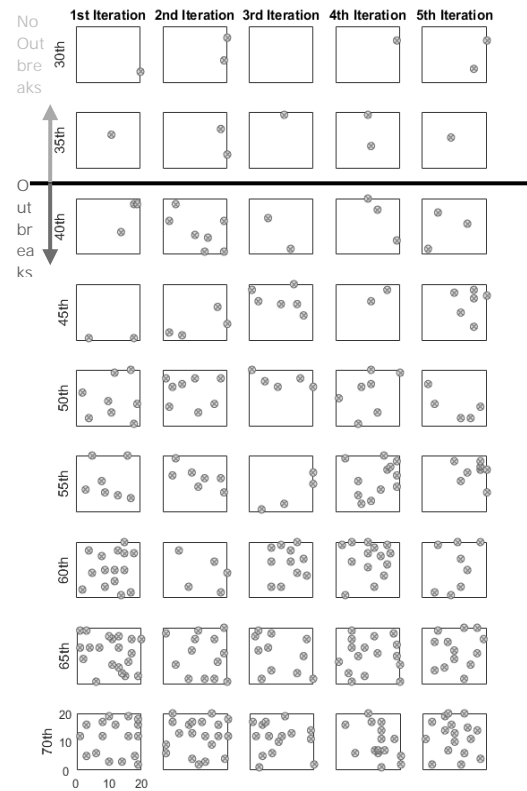 1st Iteration 2nd Iteration 3rd Iteration 4th Iteration 5th Iteration
No
Out
bre
aks
30th
35th
O
ut
br
ea
ks
40th
45th
50th
55th
60th
65th
70th
20
10
0
0 10 20